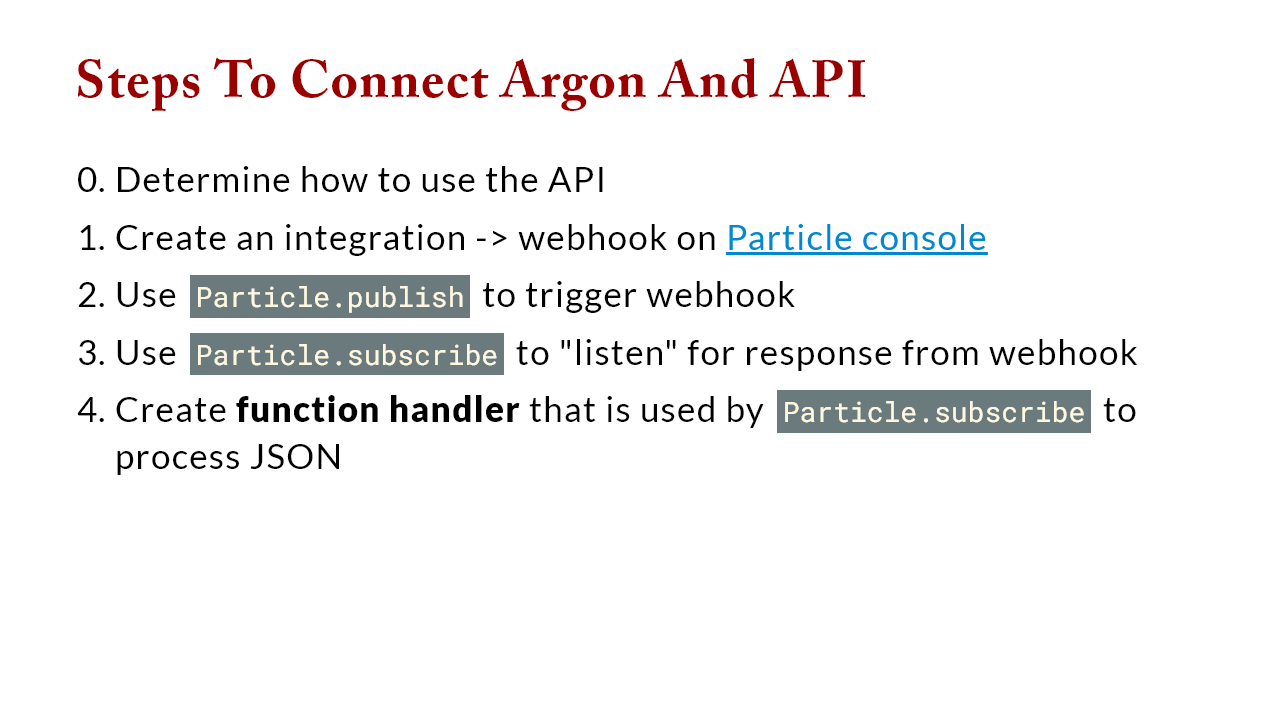 Steps To Connect Argon And API
0. Determine how to use the API
1. Create an integration -> webhook on Particle console
2. Use Particle.publish to trigger webhook
3. Use Particle.subscribe to "listen" for response from webhook
4. Create function handler that is used by Particle.subscribe to
process JSON